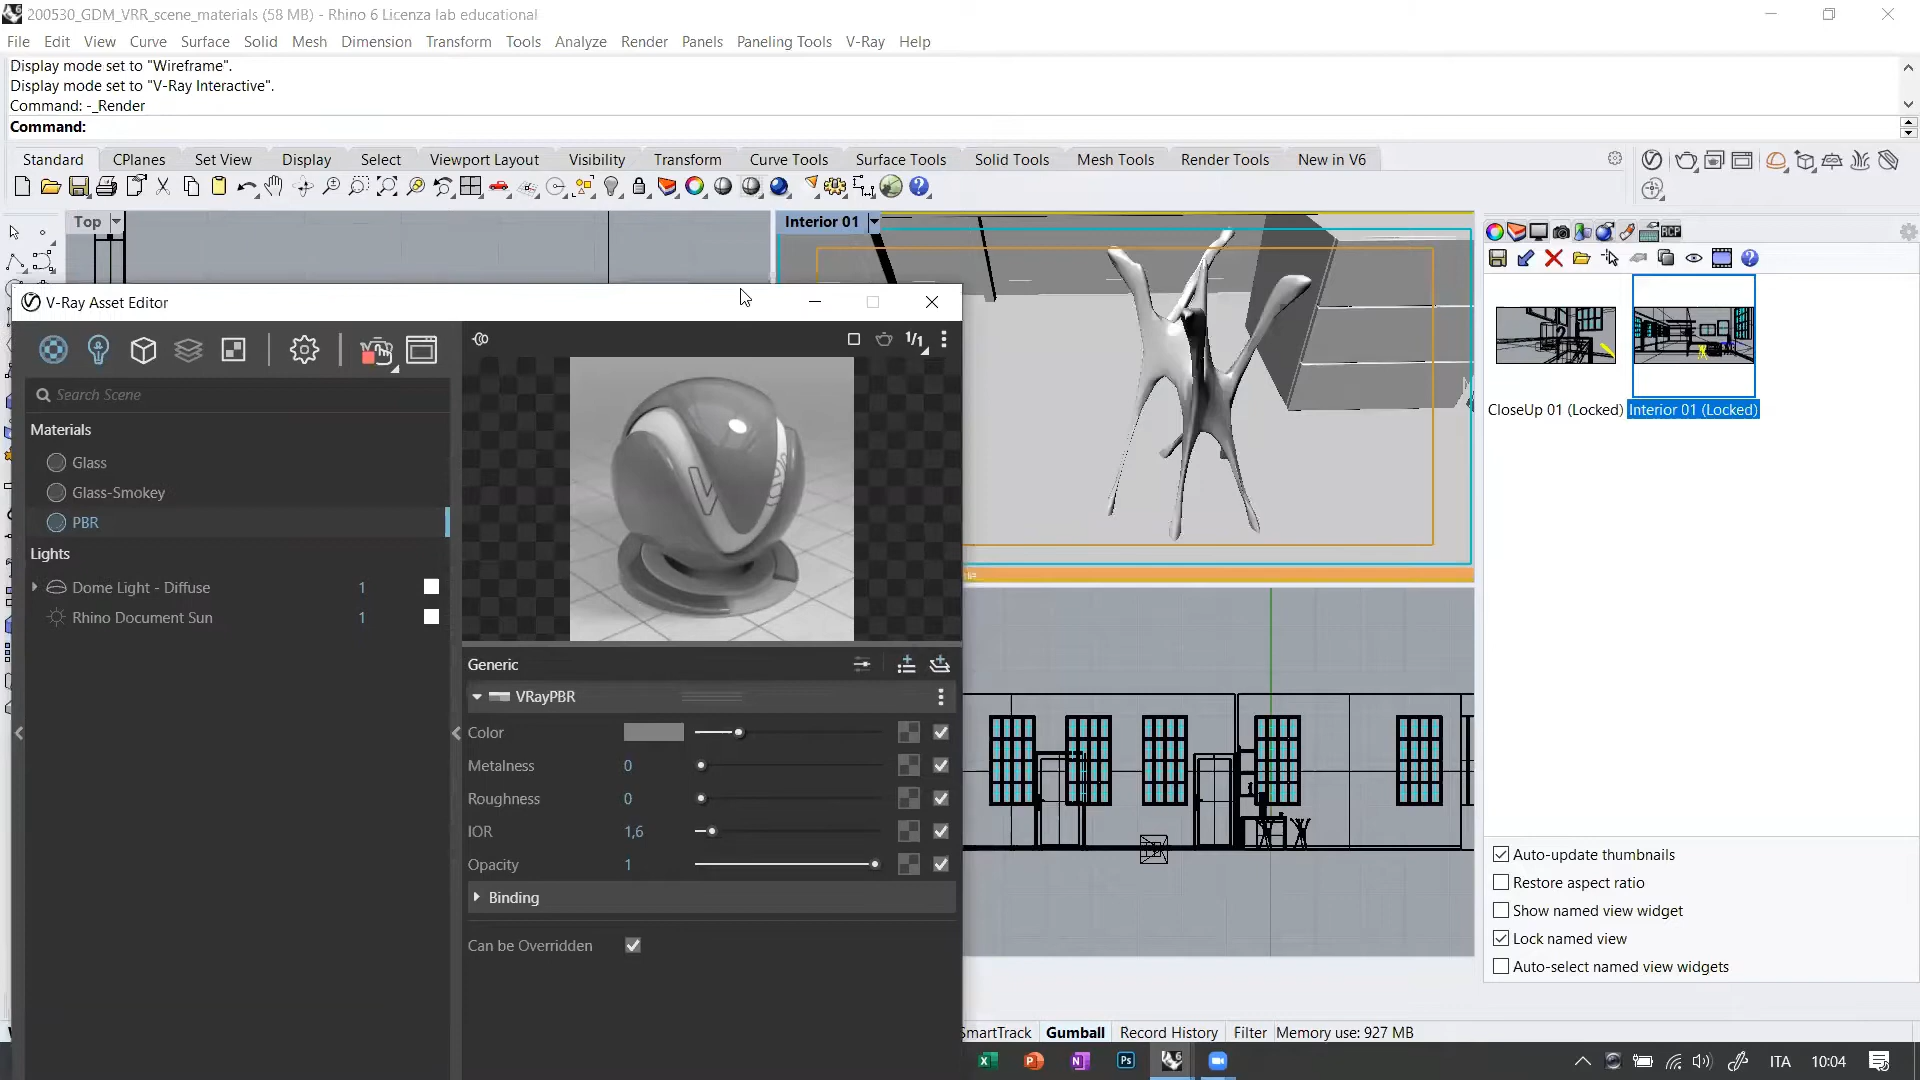 200530_GDM_VRR_scene_materials (58 MB) - Rhino 6 Licenza lab educational
File Edit View Curve Surface Solid Mesh Dimension Transform Tools Analyze Render Panels Paneling Tools V-Ray Help
Display mode set to "Wireframe".
Display mode set to "V-Ray Interactive".
Command: -_Render
Command:
Standard CPlanes Set View Display Select Viewport Layout Visibility Transform Curve Tools Surface Tools Solid Tools Mesh Tools Render Tools New in V6
Top
Interior 01
RCP
V-Ray Asset Editor
1/1
Search Scene
Materials
Glass
Glass-Smokey
PBR
Lights
Dome Light - Diffuse 1
Rhino Document Sun 1
Generic
VRayPBR
Color
Metalness 0
Roughness 0
IOR 1,6
Opacity 1
Binding
Can be Overridden
CloseUp 01 (Locked) Interior 01 (Locked)
Auto-update thumbnails
Restore aspect ratio
Show named view widget
Lock named view
Auto-select named view widgets
SmartTrack Gumball Record History Filter Memory use: 927 MB
Ps
ITA 10:04